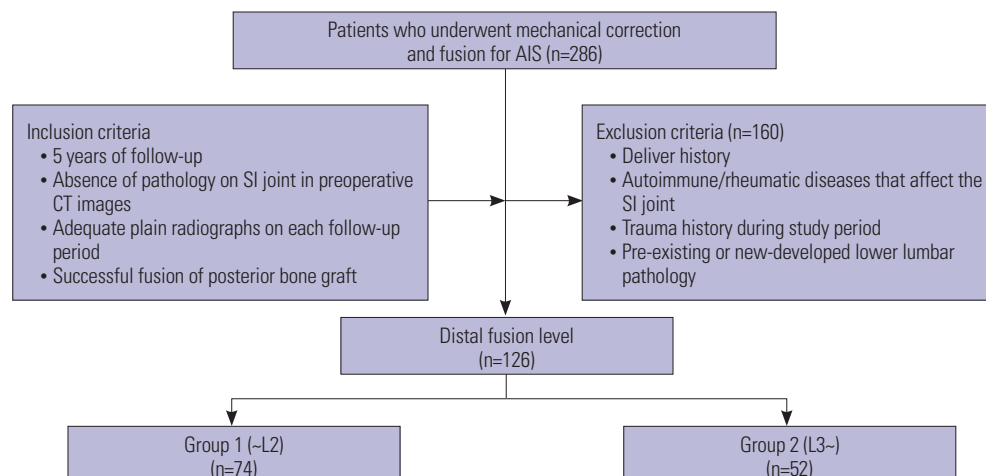 Patients who underwent mechanical correction
and fusion for AIS (n=286)
Inclusion criteria
• 5 years of follow-up
• Absence of pathology on SI joint in preoperative
CT images
• Adequate plain radiographs on each follow-up
period
• Successful fusion of posterior bone graft
Exclusion criteria (n=160)
• Deliver history
• Autoimmune/rheumatic diseases that affect the
SI joint
• Trauma history during study period
• Pre-existing or new-developed lower lumbar
pathology
Distal fusion level
(n=126)
Group 1 (~L2)
(n=74)
Group 2 (L3~)
(n=52)